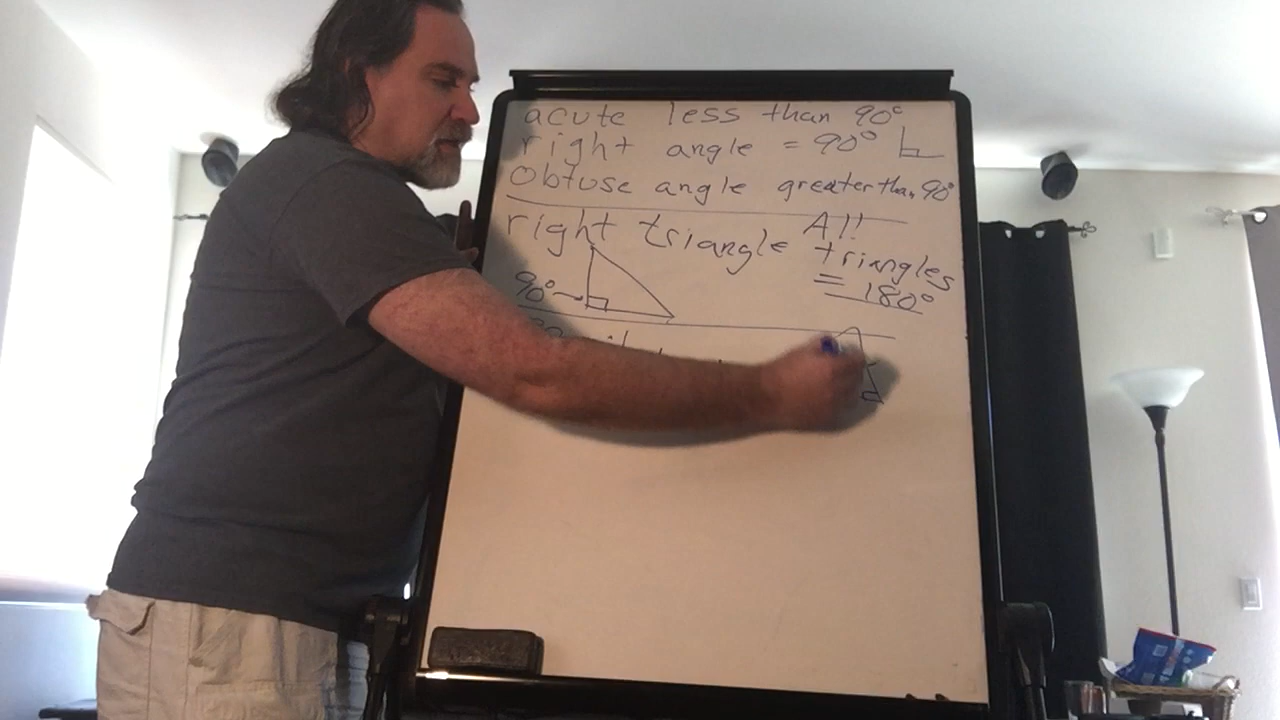 acute less than 90°
right angle = 90°
Obtuse angle greater than 90°
right triangle
All
triangles
= 180°
90°